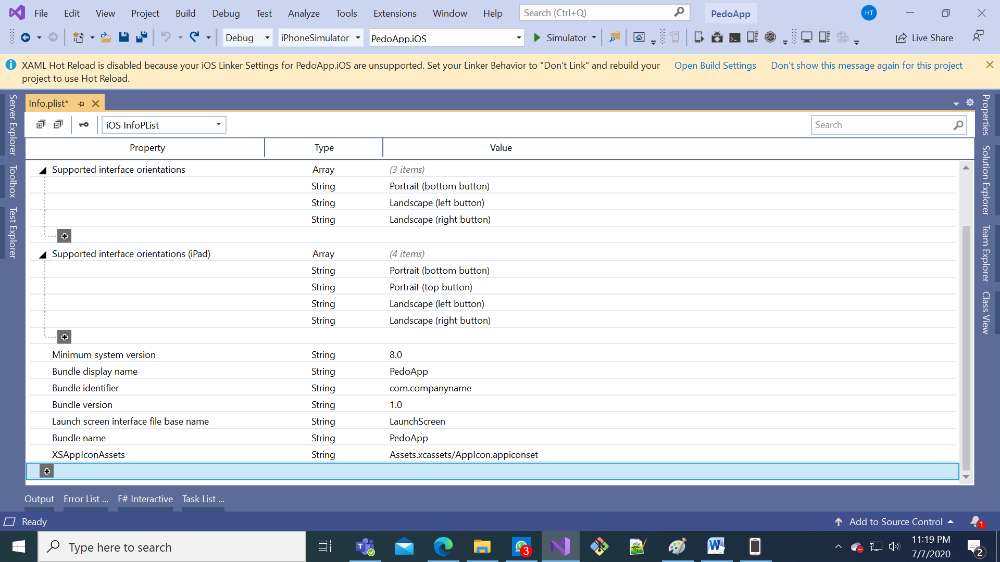 File Edit View Project Build Debug Test Analyze Tools Extensions Window Help Search (Ctrl+Q) PedoApp HT
Debug iPhoneSimulator PedoApp.iOS Simulator Live Share
XAML Hot Reload is disabled because your iOS Linker Settings for PedoApp.iOS are unsupported. Set your Linker Behavior to "Don't Link" and rebuild your Open Build Settings Don't show this message again for this project
project to use Hot Reload.
Server Explorer
Toolbox
Test Explorer
Info.plist*
iOS InfoPList Search
Property Type Value
Supported interface orientations Array (3 items)
String Portrait (bottom button)
String Landscape (left button)
String Landscape (right button)
Supported interface orientations (iPad) Array (4 items)
String Portrait (bottom button)
String Portrait (top button)
String Landscape (left button)
String Landscape (right button)
Minimum system version String 8.0
Bundle display name String PedoApp
Bundle identifier String com.companyname
Bundle version String 1.0
Launch screen interface file base name String LaunchScreen
Bundle name String PedoApp
XSAppIconAssets String Assets.xcassets/AppIcon.appiconset
Properties
Solution Explorer
Team Explorer
Class View
Output Error List ... F# Interactive Task List ...
Ready Add to Source Control 1
Type here to search 3 11:19 PM
7/7/2020 2